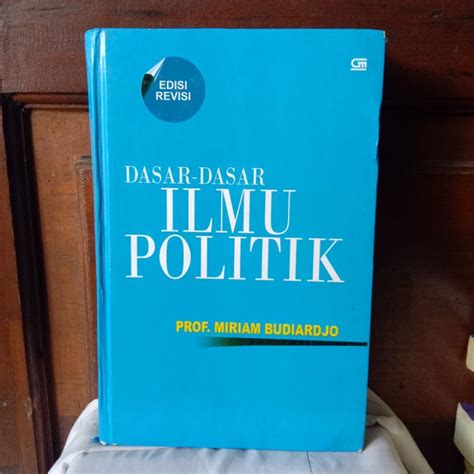 EDISI
REVISI
DASAR-DASAR
ILMU
POLITIK
PROF. MIRIAM BUDIARDJO